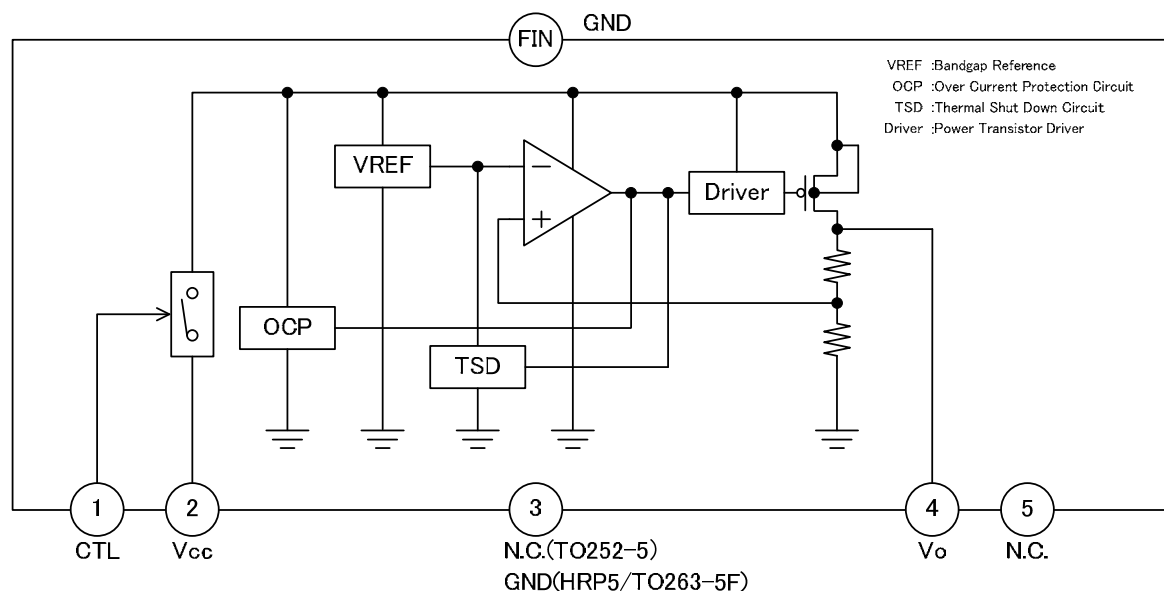 FIN
GND
VREF :Bandgap Reference
OCP :Over Current Protection Circuit
TSD :Thermal Shut Down Circuit
Driver :Power Transistor Driver
VREF
−
+
Driver
OCP
TSD
1
2
3
4
5
CTL
Vcc
N.C.(TO252-5)
GND(HRP5/TO263-5F)
Vo
N.C.